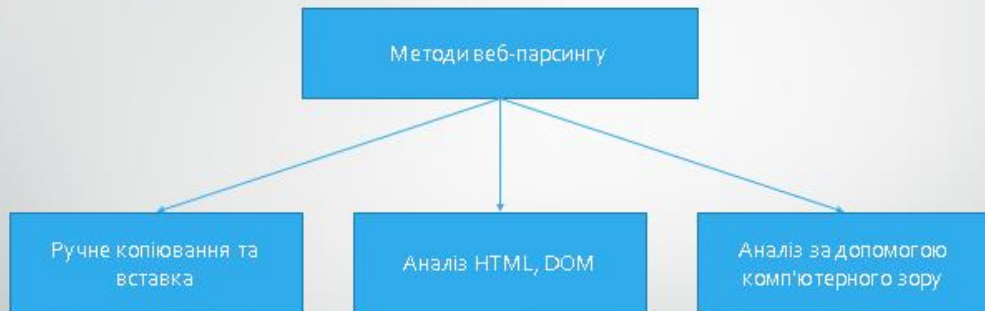 Методи веб-парсингу
Ручне копіювання та
вставка
Аналіз HTML, DOM
Аналіз за допомогою
комп'ютерного зору